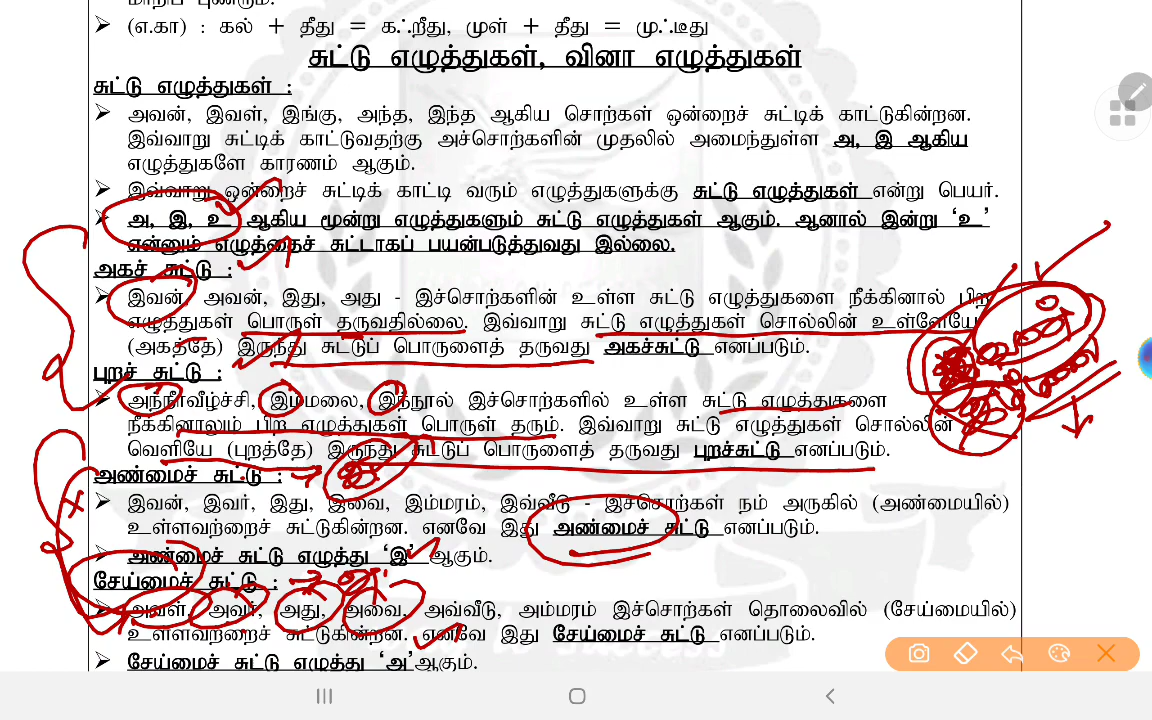 மாறிப் புணரும்.
➤ (எ.கா) : கல் + தீது = கஃறீது, முள் + தீது = முஃடீது
சுட்டு எழுத்துகள், வினா எழுத்துகள்
சுட்டு எழுத்துகள் :
➤ அவன், இவள், இங்கு, அந்த, இந்த ஆகிய சொற்கள் ஒன்றைச் சுட்டிக் காட்டுகின்றன.
இவ்வாறு சுட்டிக் காட்டுவதற்கு அச்சொற்களின் முதலில் அமைந்துள்ள அ, இ ஆகிய
எழுத்துகளே காரணம் ஆகும்.
➤ இவ்வாறு ஒன்றைச் சுட்டிக் காட்டி வரும் எழுத்துகளுக்கு சுட்டு எழுத்துகள் என்று பெயர்.
➤ அ, இ, உ ஆகிய மூன்று எழுத்துகளும் சுட்டு எழுத்துகள் ஆகும். ஆனால் இன்று ‘உ’
என்னும் எழுத்தைச் சுட்டாகப் பயன்படுத்துவது இல்லை.
அகச் சுட்டு :
➤ இவன், அவன், இது, அது - இச்சொற்களின் உள்ள சுட்டு எழுத்துகளை நீக்கினால் பிற
எழுத்துகள் பொருள் தருவதில்லை. இவ்வாறு சுட்டு எழுத்துகள் சொல்லின் உள்ளேயே
(அகத்தே) இருந்து சுட்டுப் பொருளைத் தருவது அகச்சுட்டு எனப்படும்.
புறச் சுட்டு :
➤ அந்நீர்வீழ்ச்சி, இம்மலை, இந்நூல் இச்சொற்களில் உள்ள சுட்டு எழுத்துகளை
நீக்கினாலும் பிற எழுத்துகள் பொருள் தரும். இவ்வாறு சுட்டு எழுத்துகள் சொல்லின்
வெளியே (புறத்தே) இருந்து சுட்டுப் பொருளைத் தருவது புறச்சுட்டு எனப்படும்.
அண்மைச் சுட்டு :
➤ இவன், இவர், இது, இவை, இம்மரம், இவ்வீடு - இச்சொற்கள் நம் அருகில் (அண்மையில்)
உள்ளவற்றைச் சுட்டுகின்றன. எனவே இது அண்மைச் சுட்டு எனப்படும்.
➤ அண்மைச் சுட்டு எழுத்து ‘இ’ ஆகும்.
சேய்மைச் சுட்டு :
➤ அவள், அவர், அது, அவை, அவ்வீடு, அம்மரம் இச்சொற்கள் தொலைவில் (சேய்மையில்)
உள்ளவற்றைச் சுட்டுகின்றன. எனவே இது சேய்மைச் சுட்டு எனப்படும்.
➤ சேய்மைச் சுட்டு எழுத்து ‘அ’ ஆகும்.